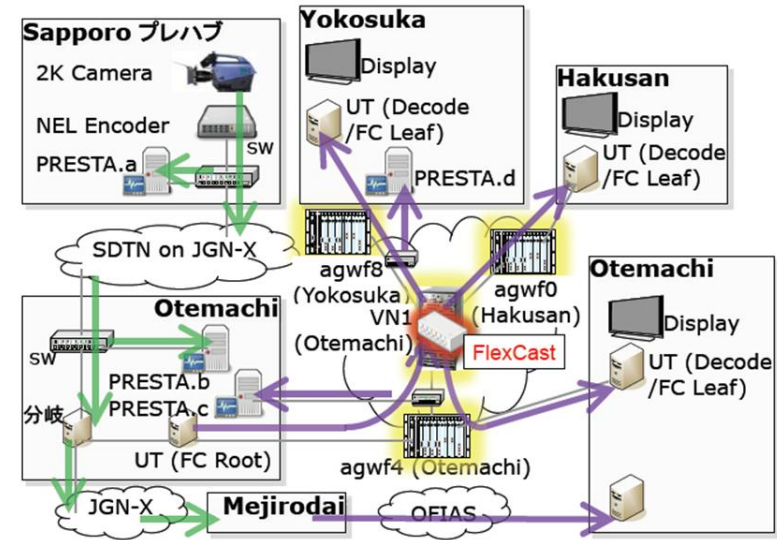 Sapporo プレハブ
2K Camera
NEL Encoder
SW
PRESTA.a
Yokosuka
Display
UT (Decode
/FC Leaf)
PRESTA.d
Hakusan
Display
UT (Decode
/FC Leaf)
SDTN on JGN-X
agwf8
(Yokosuka)
agwf0
(Hakusan)
VN1
(Otemachi)
FlexCast
Otemachi
SW
PRESTA.b
PRESTA.c
分岐
UT (FC Root)
agwf4 (Otemachi)
Otemachi
Display
UT (Decode
/FC Leaf)
JGN-X
Mejirodai
OFIAS